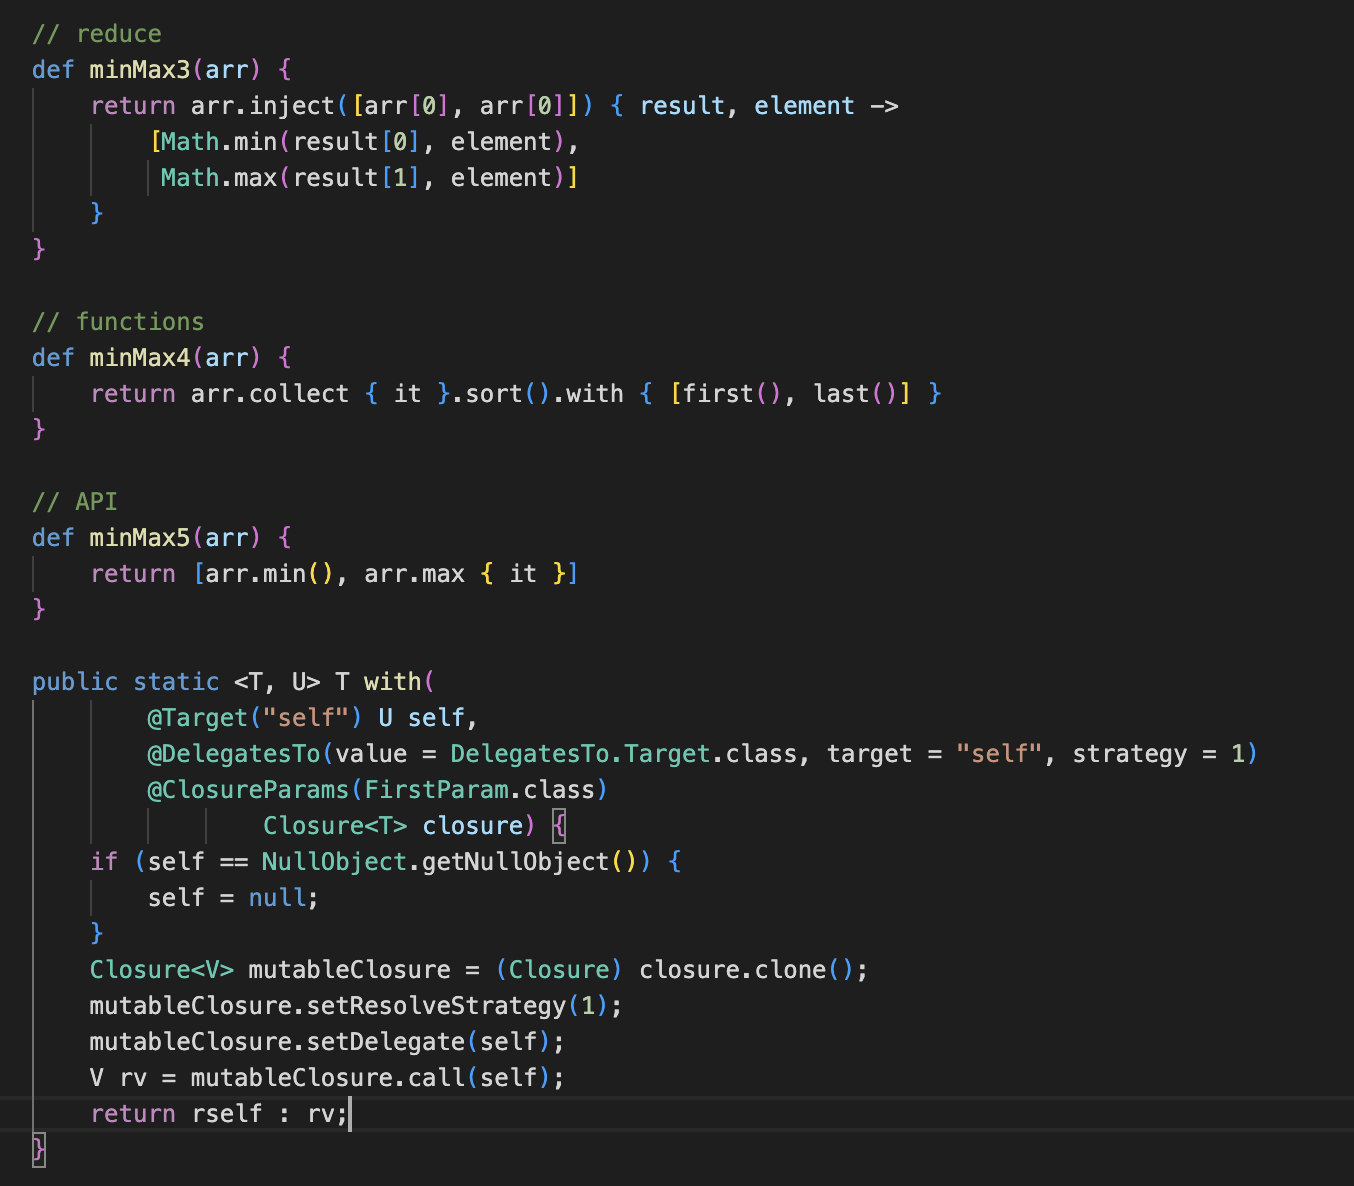 // reduce
def minMax3(arr) {
    return arr.inject([arr[0], arr[0]]) { result, element ->
        [Math.min(result[0], element),
         Math.max(result[1], element)]
    }
}

// functions
def minMax4(arr) {
    return arr.collect { it }.sort().with { [first(), last()] }
}

// API
def minMax5(arr) {
    return [arr.min(), arr.max { it }]
}

public static <T, U> T with(
        @Target("self") U self,
        @DelegatesTo(value = DelegatesTo.Target.class, target = "self", strategy = 1)
        @ClosureParams(FirstParam.class)
                Closure<T> closure) {
    if (self == NullObject.getNullObject()) {
        self = null;
    }
    Closure<V> mutableClosure = (Closure) closure.clone();
    mutableClosure.setResolveStrategy(1);
    mutableClosure.setDelegate(self);
    V rv = mutableClosure.call(self);
    return rself : rv;
}